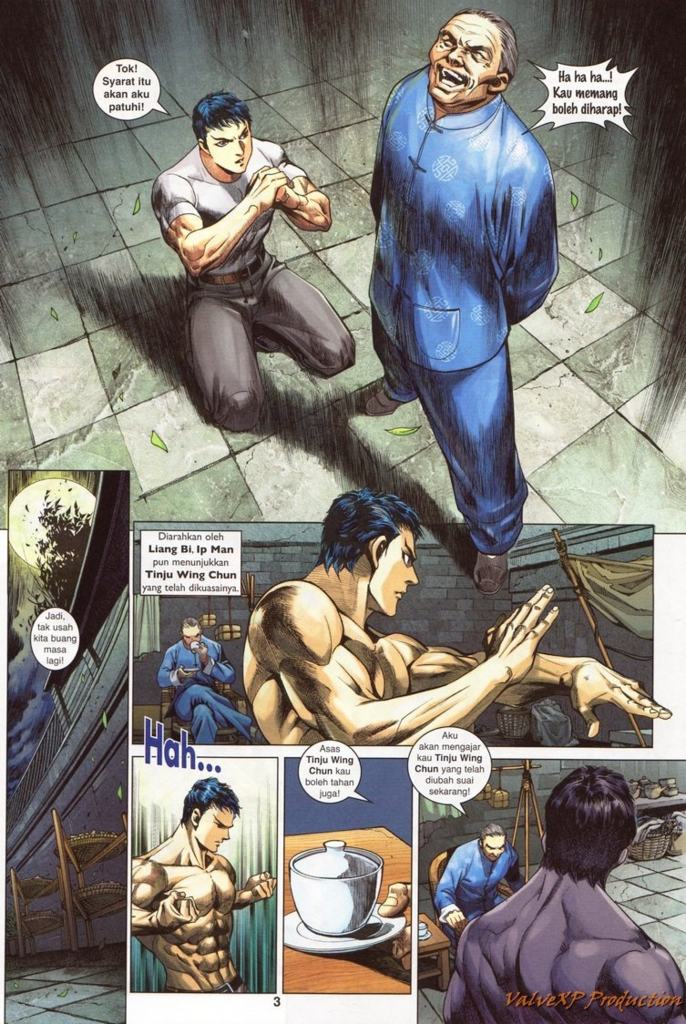 Tok!
Syarat itu
akan aku
patuhi!
Ha ha ha...!
Kau memang
boleh diharap!
Jadi,
tak usah
kita buang
masa
lagi!
Diarahkan oleh
Liang Bi, Ip Man
pun menunjukkan
Tinju Wing Chun
yang telah dikuasainya.
Hah...
Asas
Tinju Wing
Chun kau
boleh tahan
juga!
Aku
akan mengajar
kau Tinju Wing
Chun yang telah
diubah suai
sekarang!
3
ValveXP Production